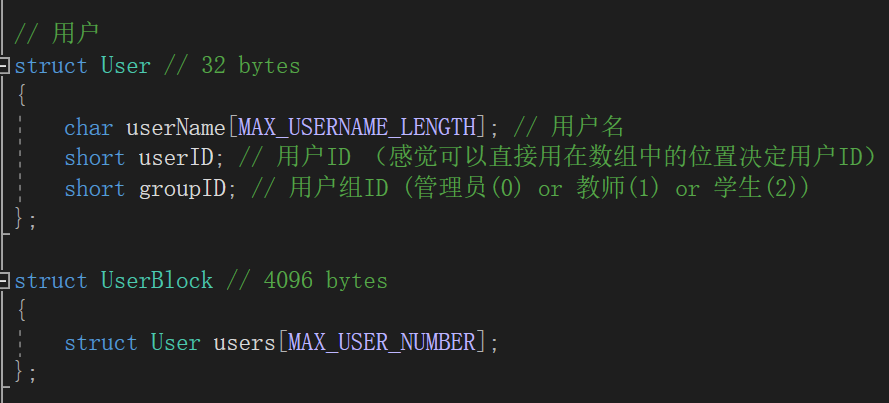 // 用户
struct User // 32 bytes
{
char userName[MAX_USERNAME_LENGTH]; // 用户名
short userID; // 用户ID （感觉可以直接用在数组中的位置决定用户ID）
short groupID; // 用户组ID (管理员(0) or 教师(1) or 学生(2))
};
struct UserBlock // 4096 bytes
{
struct User users[MAX_USER_NUMBER];
};